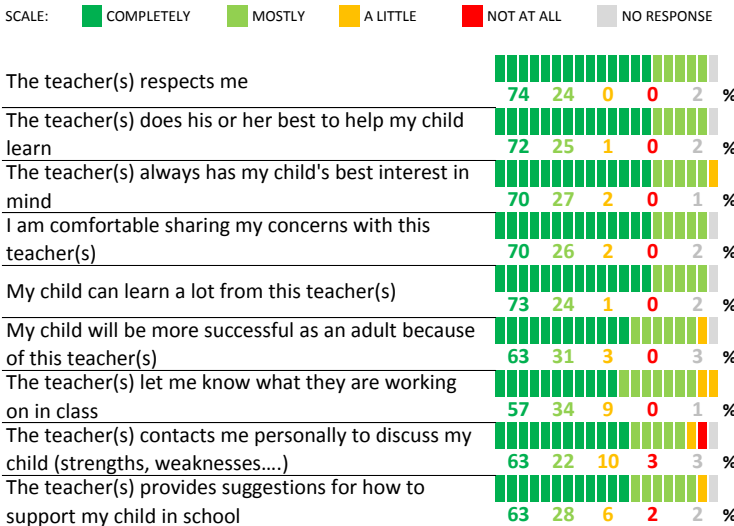 SCALE: COMPLETELY MOSTLY A LITTLE NOT AT ALL NO RESPONSE
The teacher(s) respects me
74 24 0 0 2 %
The teacher(s) does his or her best to help my child
learn
72 25 1 0 2 %
The teacher(s) always has my child's best interest in
mind
70 27 2 0 1 %
I am comfortable sharing my concerns with this
teacher(s)
70 26 2 0 2 %
My child can learn a lot from this teacher(s)
73 24 1 0 2 %
My child will be more successful as an adult because
of this teacher(s)
63 31 3 0 3 %
The teacher(s) let me know what they are working
on in class
57 34 9 0 1 %
The teacher(s) contacts me personally to discuss my
child (strengths, weaknesses....)
63 22 10 3 3 %
The teacher(s) provides suggestions for how to
support my child in school
63 28 6 2 2 %